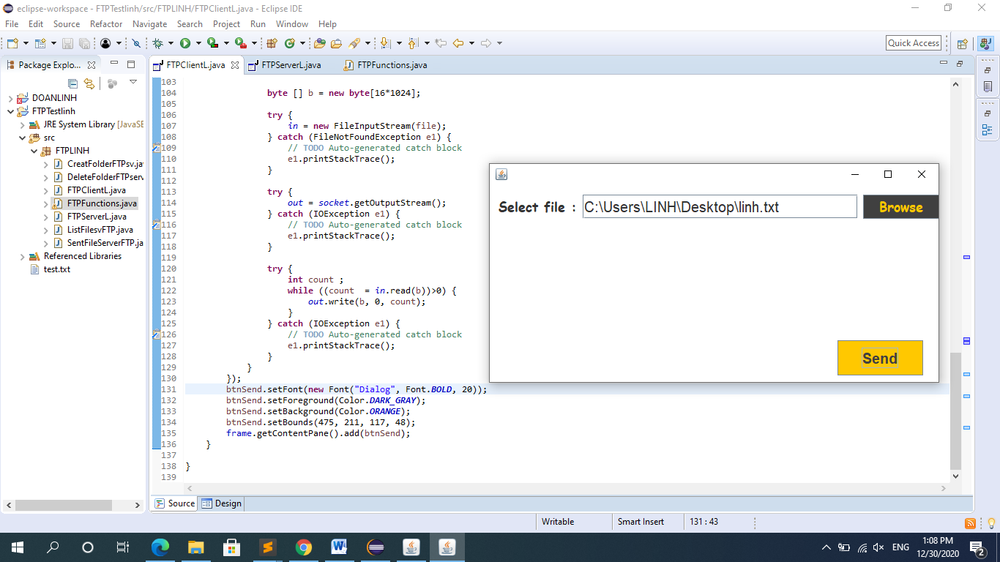 eclipse-workspace - FTPTestlinh/src/FTPLINH/FTPClientL.java - Eclipse IDE
File Edit Source Refactor Navigate Search Project Run Window Help
Quick Access
Package Explo...
DOANLINH
FTPTestlinh
JRE System Library [JavaSE
src
FTPLINH
CreatFolderFTPsv.ja
DeleteFolderFTPserv
FTPClientL.java
FTPFunctions.java
FTPServerL.java
ListFilesvFTP.java
SentFileServerFTP.ja
Referenced Libraries
test.txt
FTPClientL.java FTPServerL.java FTPFunctions.java
103
104 byte [] b = new byte[16*1024];
105
106 try {
107 in = new FileInputStream(file);
108 } catch (FileNotFoundException e1) {
109 // TODO Auto-generated catch block
110 e1.printStackTrace();
111 }
112
113 try {
114 out = socket.getOutputStream();
115 } catch (IOException e1) {
116 // TODO Auto-generated catch block
117 e1.printStackTrace();
118 }
119
120 try {
121 int count ;
122 while ((count  = in.read(b))>0) {
123 out.write(b, 0, count);
124 }
125 } catch (IOException e1) {
126 // TODO Auto-generated catch block
127 e1.printStackTrace();
128 }
129 }
130 });
131 btnSend.setFont(new Font("Dialog", Font.BOLD, 20));
132 btnSend.setForeground(Color.DARK_GRAY);
133 btnSend.setBackground(Color.ORANGE);
134 btnSend.setBounds(475, 211, 117, 48);
135 frame.getContentPane().add(btnSend);
136 }
137
138 }
139
Select file : C:\Users\LINH\Desktop\linh.txt Browse
Send
Source Design
Writable Smart Insert 131 : 43
ENG
1:08 PM
12/30/2020
2